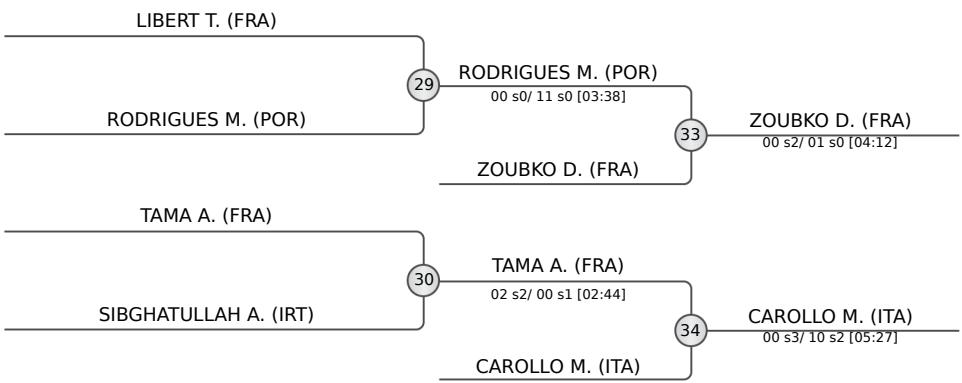 LIBERT T. (FRA)
29
RODRIGUES M. (POR)
00 s0/ 11 s0 [03:38]
RODRIGUES M. (POR)
33
ZOUBKO D. (FRA)
00 s2/ 01 s0 [04:12]
ZOUBKO D. (FRA)
TAMA A. (FRA)
30
TAMA A. (FRA)
02 s2/ 00 s1 [02:44]
SIBGHATULLAH A. (IRT)
34
CAROLLO M. (ITA)
00 s3/ 10 s2 [05:27]
CAROLLO M. (ITA)